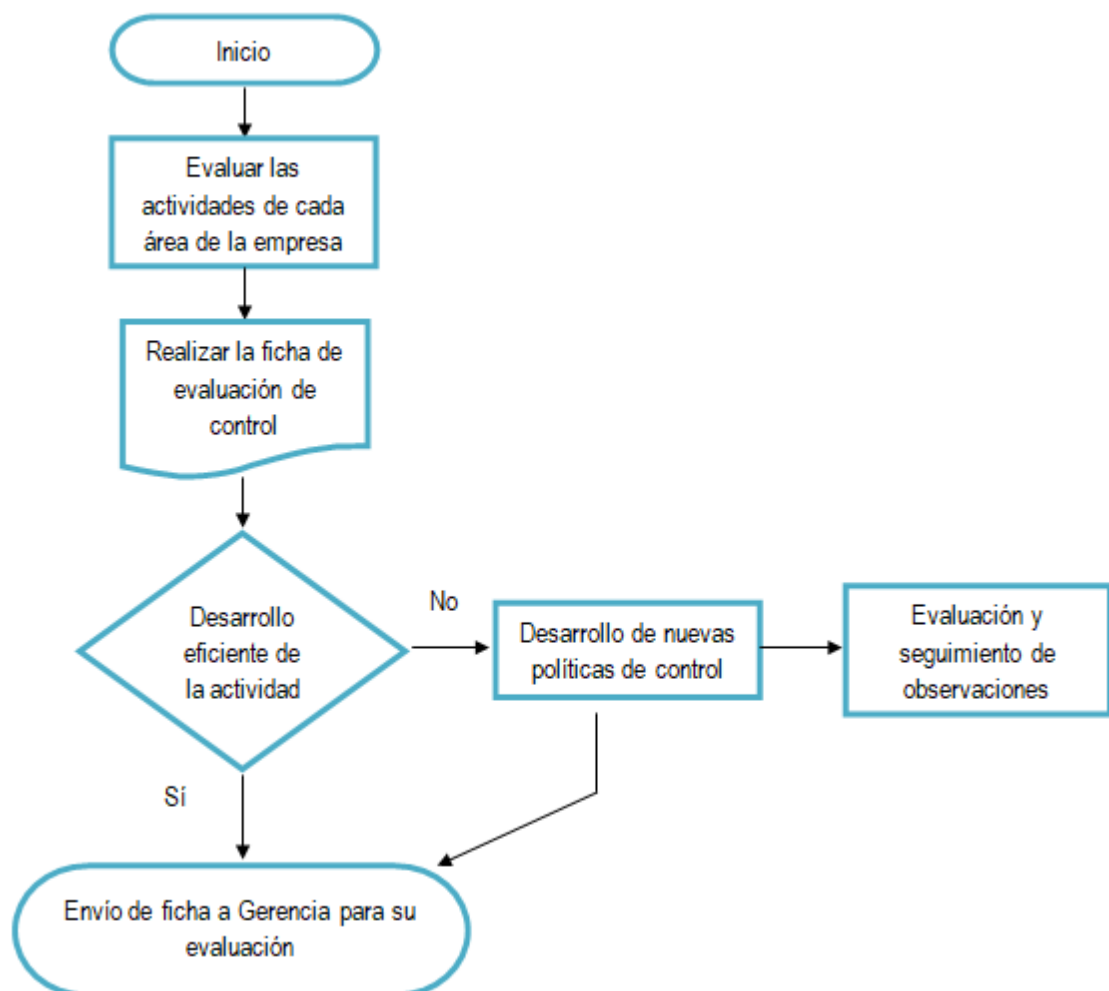 Inicio
Evaluar las
actividades de cada
área de la empresa
Realizar la ficha de
evaluación de
control
Desarrollo
eficiente de
la actividad
No
Desarrollo de nuevas
políticas de control
Evaluación y
seguimiento de
observaciones
Sí
Envío de ficha a Gerencia para su
evaluación